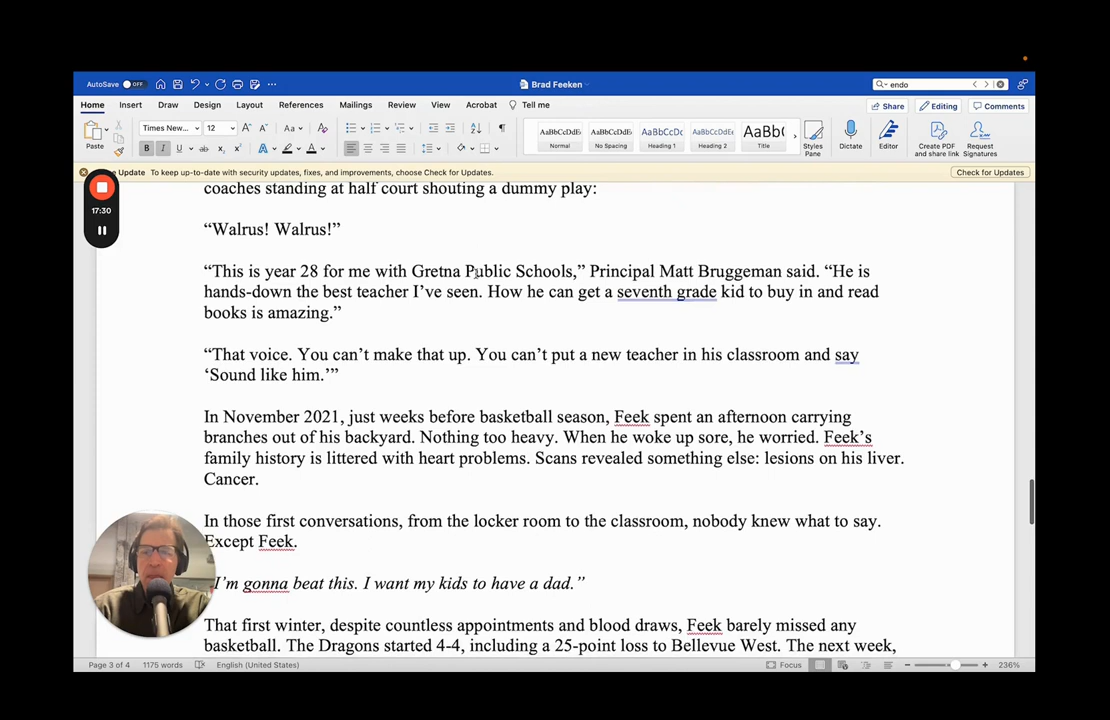 AutoSave OFF
Brad Feeken
endo
Home Insert Draw Design Layout References Mailings Review View Acrobat Tell me
Share Editing Comments
Paste
Times New... 12
Aa
B I U ab x₂ x²
AaBbCcDdEe AaBbCcDdEe AaBbCcDc AaBbCcDdEe AaBb(
Normal No Spacing Heading 1 Heading 2 Title
Styles Pane
Dictate
Editor
Create PDF and share link
Request Signatures
Update To keep up-to-date with security updates, fixes, and improvements, choose Check for Updates. Check for Updates
17:30
coaches standing at half court shouting a dummy play:
“Walrus! Walrus!”
“This is year 28 for me with Gretna Public Schools,” Principal Matt Bruggeman said. “He is
hands-down the best teacher I’ve seen. How he can get a seventh grade kid to buy in and read
books is amazing.”
“That voice. You can’t make that up. You can’t put a new teacher in his classroom and say
‘Sound like him.’”
In November 2021, just weeks before basketball season, Feek spent an afternoon carrying
branches out of his backyard. Nothing too heavy. When he woke up sore, he worried. Feek’s
family history is littered with heart problems. Scans revealed something else: lesions on his liver.
Cancer.
In those first conversations, from the locker room to the classroom, nobody knew what to say.
Except Feek.
I’m gonna beat this. I want my kids to have a dad.”
That first winter, despite countless appointments and blood draws, Feek barely missed any
basketball. The Dragons started 4-4, including a 25-point loss to Bellevue West. The next week,
Page 3 of 4 1175 words English (United States) Focus 236%